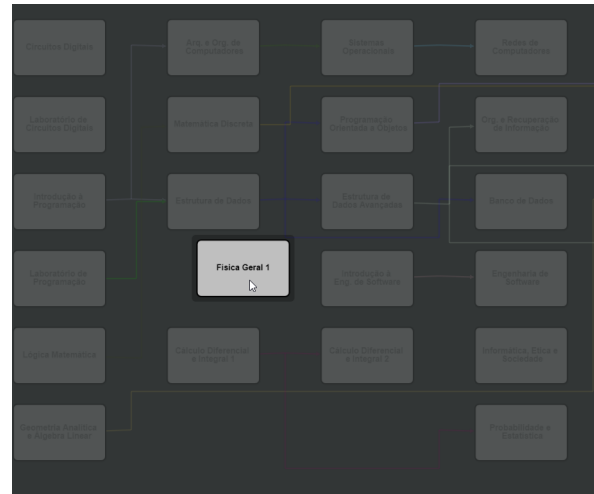 Circuitos Digitais
Arq. e Org. de
Computadores
Sistemas
Operacionais
Redes de
Computadores
Laboratório de
Circuitos Digitais
Matemática Discreta
Programação
Orientada a Objetos
Org. e Recuperação
da Informação
Introdução à
Programação
Estrutura de Dados
Estrutura de
Dados Avançadas
Banco de Dados
Física Geral 1
Laboratório de
Programação
Introdução à
Eng. de Software
Engenharia de
Software
Lógica Matemática
Cálculo Diferencial
e Integral 1
Cálculo Diferencial
e Integral 2
Informática, Ética e
Sociedade
Geometria Analítica
e Álgebra Linear
Probabilidade e
Estatística